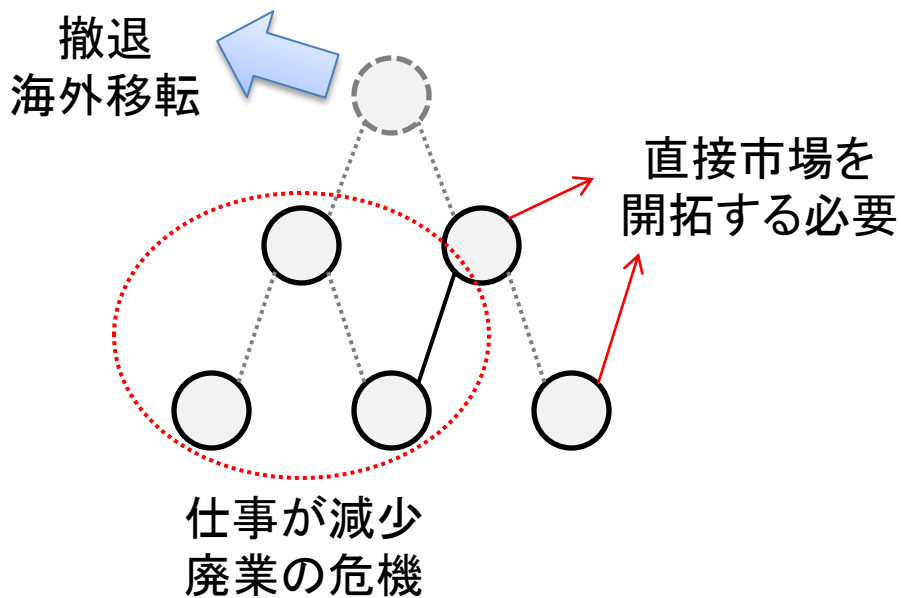 撤退
海外移転
直接市場を
開拓する必要
仕事が減少
廃業の危機